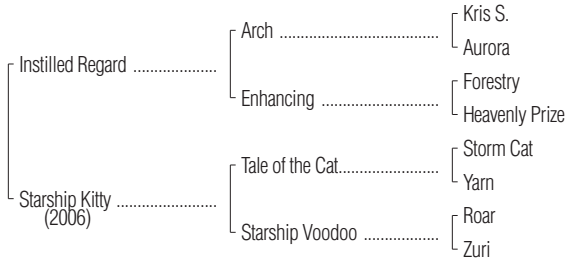 Kris S.
Arch ......................................
Aurora
Instilled Regard ....................
Forestry
Enhancing ............................
Heavenly Prize
Storm Cat
Tale of the Cat........................
Yarn
Starship Kitty ........................
(2006)
Roar
Starship Voodoo ..................
Zuri